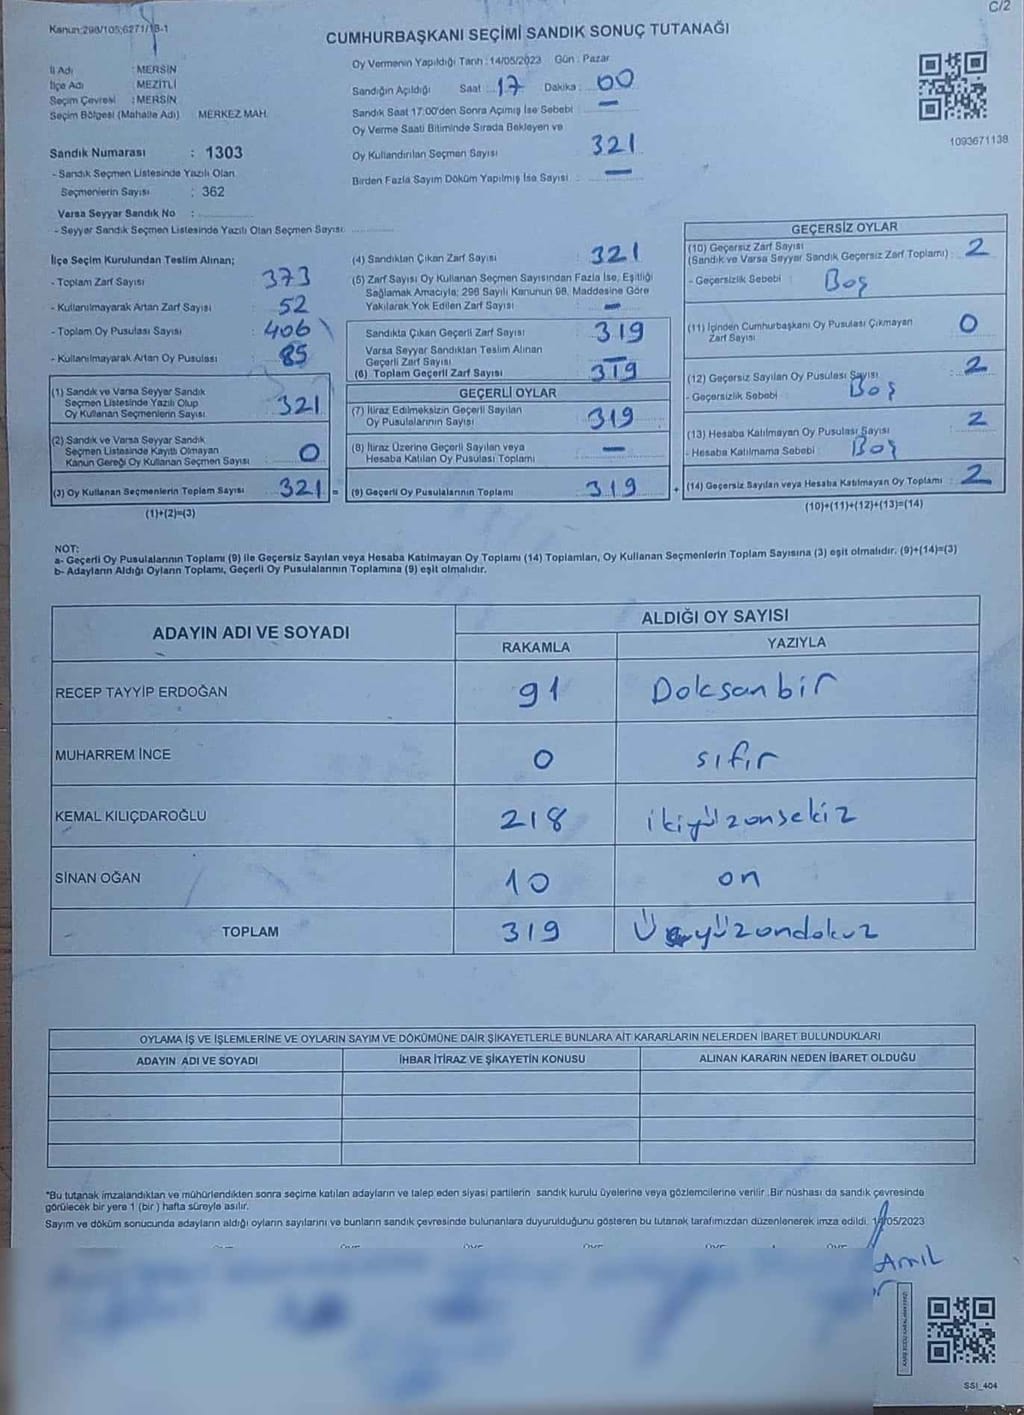 C/2
Kanun:298/105;6271/18-1
CUMHURBAŞKANI SEÇİMİ SANDIK SONUÇ TUTANAĞI
İl Adı : MERSİN
İlçe Adı : MEZİTLİ
Seçim Çevresi : MERSİN
Seçim Bölgesi (Mahalle Adı) MERKEZ MAH.
Sandık Numarası : 1303
- Sandık Seçmen Listesinde Yazılı Olan
Seçmenlerin Sayısı : 362
Varsa Seyyar Sandık No :
- Seyyar Sandık Seçmen Listesinde Yazılı Olan Seçmen Sayısı:
Oy Vermenin Yapıldığı Tarih : 14/05/2023 Gün : Pazar
Sandığın Açıldığı Saat : 17 Dakika : 00
Sandık Saat 17:00'den Sonra Açımış İse Sebebi : —
Oy Verme Saati Bitiminde Sırada Bekleyen ve
Oy Kullandırılan Seçmen Sayısı 321
Birden Fazla Sayım Döküm Yapılmış İse Sayısı : —
1093671138
İlçe Seçim Kurulundan Teslim Alınan;
- Toplam Zarf Sayısı : 373
- Kullanılmayarak Artan Zarf Sayısı : 52
- Toplam Oy Pusulası Sayısı : 406
- Kullanılmayarak Artan Oy Pusulası : 85
(1) Sandık ve Varsa Seyyar Sandık
Seçmen Listesinde Yazılı Olup
Oy Kullanan Seçmenlerin Sayısı : 321
(2) Sandık ve Varsa Seyyar Sandık
Seçmen Listesinde Kayıtlı Olmayan
Kanun Gereği Oy Kullanan Seçmen Sayısı 0
(3) Oy Kullanan Seçmenlerin Toplam Sayısı : 321 =
(1)+(2)=(3)
(4) Sandıktan Çıkan Zarf Sayısı : 321
(5) Zarf Sayısı Oy Kullanan Seçmen Sayısından Fazla İse, Eşitliği
Sağlamak Amacıyla; 298 Sayılı Kanunun 98. Maddesine Göre
Yakılarak Yok Edilen Zarf Sayısı : —
Sandıkta Çıkan Geçerli Zarf Sayısı : 319
Varsa Seyyar Sandıktan Teslim Alınan
Geçerli Zarf Sayısı : —
(6) Toplam Geçerli Zarf Sayısı : 319
GEÇERLİ OYLAR
(7) İtiraz Edilmeksizin Geçerli Sayılan
Oy Pusulalarının Sayısı : 319
(8) İtiraz Üzerine Geçerli Sayılan veya
Hesaba Katılan Oy Pusulası Toplamı : —
(9) Geçerli Oy Pusulalarının Toplamı : 319 +
GEÇERSİZ OYLAR
(10) Geçersiz Zarf Sayısı
(Sandık ve Varsa Seyyar Sandık Geçersiz Zarf Toplamı) : 2
- Geçersizlik Sebebi : Boş
(11) İçinden Cumhurbaşkanı Oy Pusulası Çıkmayan
Zarf Sayısı : 0
(12) Geçersiz Sayılan Oy Pusulası Sayısı : 2
- Geçersizlik Sebebi : Boş
(13) Hesaba Katılmayan Oy Pusulası Sayısı : 2
- Hesaba Katılmama Sebebi : Boş
(14) Geçersiz Sayılan veya Hesaba Katılmayan Oy Toplamı : 2
(10)+(11)+(12)+(13)=(14)
NOT:
a- Geçerli Oy Pusulalarının Toplamı (9) ile Geçersiz Sayılan veya Hesaba Katılmayan Oy Toplamı (14) Toplamları, Oy Kullanan Seçmenlerin Toplam Sayısına (3) eşit olmalıdır. (9)+(14)=(3)
b- Adayların Aldığı Oyların Toplamı, Geçerli Oy Pusulalarının Toplamına (9) eşit olmalıdır.
ADAYIN ADI VE SOYADI ALDIĞI OY SAYISI
RAKAMLA YAZIYLA
RECEP TAYYİP ERDOĞAN 91 Doksanbir
MUHARREM İNCE 0 sıfır
KEMAL KILIÇDAROĞLU 218 ikiyüzonsekiz
SİNAN OĞAN 10 on
TOPLAM 319 Üçyüzondokuz
OYLAMA İŞ VE İŞLEMLERİNE VE OYLARIN SAYIM VE DÖKÜMÜNE DAİR ŞİKAYETLERLE BUNLARA AİT KARARLARIN NELERDEN İBARET BULUNDUKLARI
ADAYIN ADI VE SOYADI İHBAR İTİRAZ VE ŞİKAYETİN KONUSU ALINAN KARARIN NEDEN İBARET OLDUĞU
*Bu tutanak imzalandıktan ve mühürlendikten sonra seçime katılan adayların ve talep eden siyasi partilerin sandık kurulu üyelerine veya gözlemcilerine verilir. Bir nüshası da sandık çevresinde
görülecek bir yere 1 (bir) hafta süreyle asılır.
Sayım ve döküm sonucunda adayların aldığı oyların sayılarını ve bunların sandık çevresinde bulunanlara duyurulduğunu gösteren bu tutanak tarafımızdan düzenlenerek imza edildi. /05/2023
SSI_404